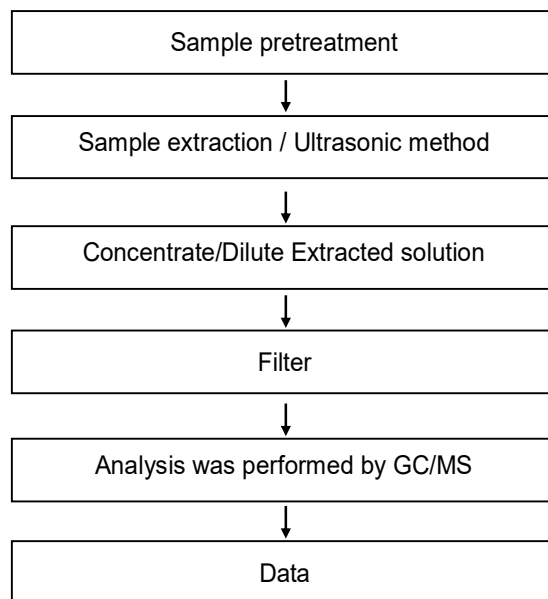 Sample pretreatment
Sample extraction / Ultrasonic method
Concentrate/Dilute Extracted solution
Filter
Analysis was performed by GC/MS
Data